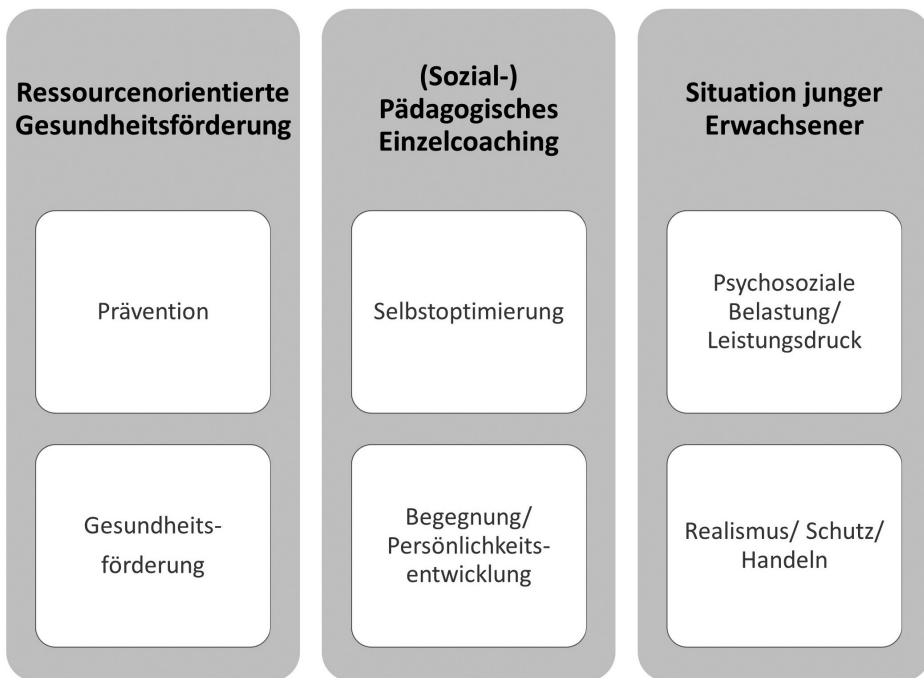 Ressourcenorientierte
Gesundheitsförderung
Prävention
Gesundheits-
förderung
(Sozial-)
Pädagogisches
Einzelcoaching
Selbstoptimierung
Begegnung/
Persönlichkeits-
entwicklung
Situation junger
Erwachsener
Psychosoziale
Belastung/
Leistungsdruck
Realismus/ Schutz/
Handeln